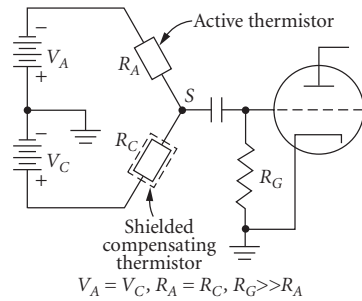 Active thermistor
−
V_A
+
R_A
S
−
V_C
+
R_C
R_G
Shielded
compensating
thermistor
V_A = V_C, R_A = R_C, R_G>>R_A